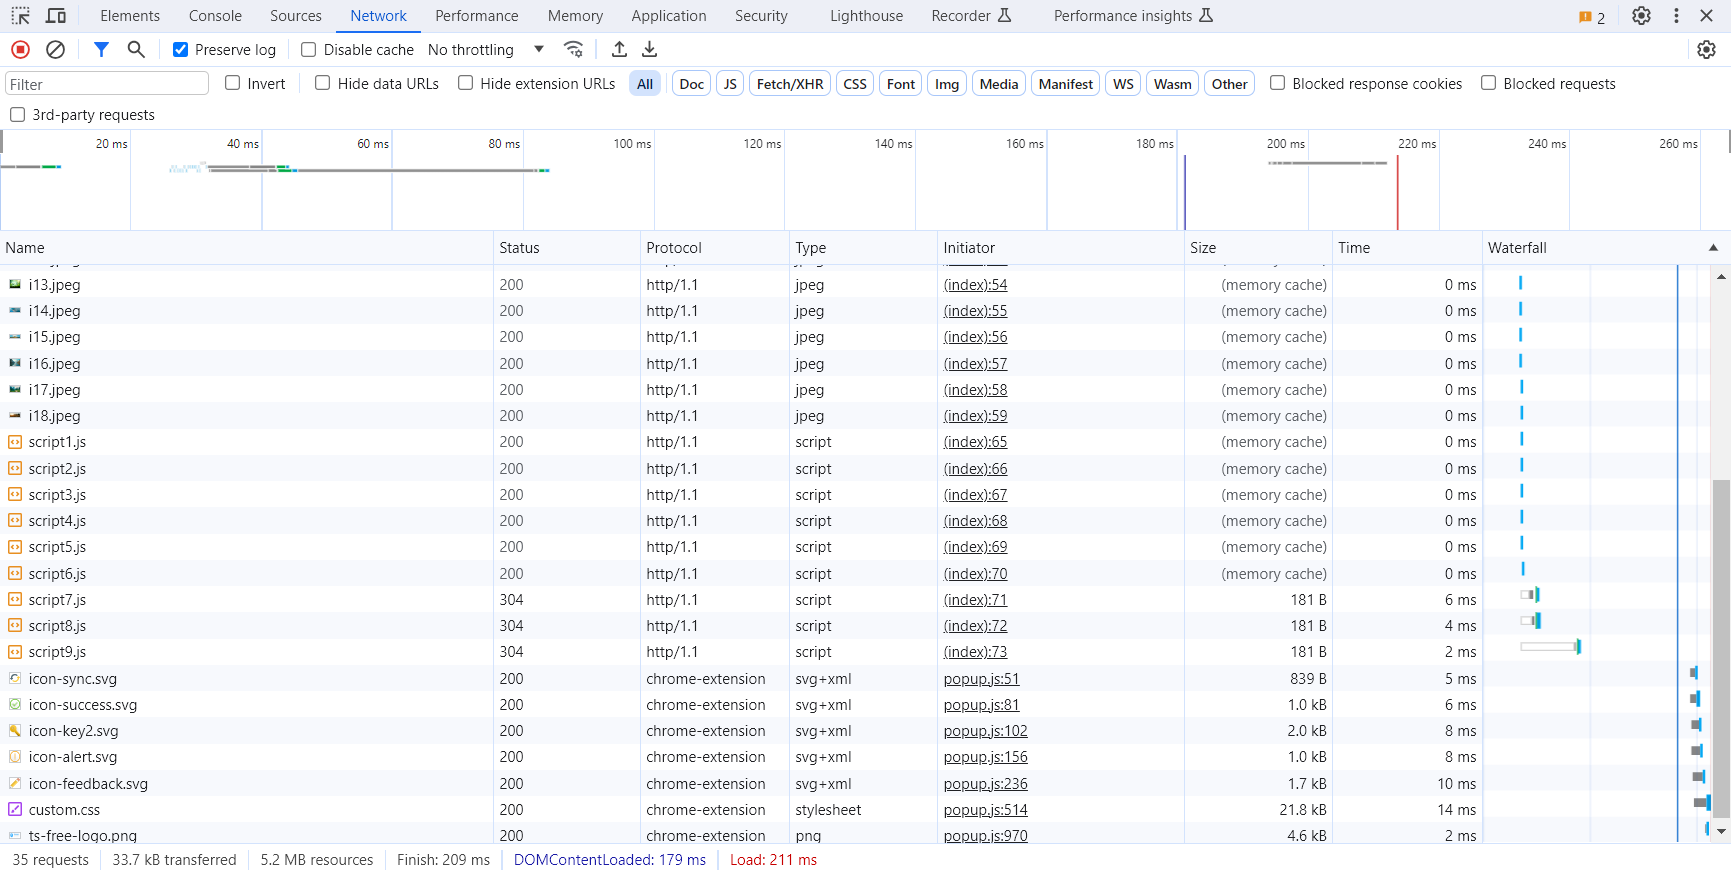 Elements Console Sources Network Performance Memory Application Security Lighthouse Recorder Performance insights 2
Preserve log Disable cache No throttling
Filter Invert Hide data URLs Hide extension URLs All Doc JS Fetch/XHR CSS Font Img Media Manifest WS Wasm Other Blocked response cookies Blocked requests
3rd-party requests
20 ms 40 ms 60 ms 80 ms 100 ms 120 ms 140 ms 160 ms 180 ms 200 ms 220 ms 240 ms 260 ms
Name Status Protocol Type Initiator Size Time Waterfall
i13.jpeg 200 http/1.1 jpeg (index):54 (memory cache) 0 ms
i14.jpeg 200 http/1.1 jpeg (index):55 (memory cache) 0 ms
i15.jpeg 200 http/1.1 jpeg (index):56 (memory cache) 0 ms
i16.jpeg 200 http/1.1 jpeg (index):57 (memory cache) 0 ms
i17.jpeg 200 http/1.1 jpeg (index):58 (memory cache) 0 ms
i18.jpeg 200 http/1.1 jpeg (index):59 (memory cache) 0 ms
script1.js 200 http/1.1 script (index):65 (memory cache) 0 ms
script2.js 200 http/1.1 script (index):66 (memory cache) 0 ms
script3.js 200 http/1.1 script (index):67 (memory cache) 0 ms
script4.js 200 http/1.1 script (index):68 (memory cache) 0 ms
script5.js 200 http/1.1 script (index):69 (memory cache) 0 ms
script6.js 200 http/1.1 script (index):70 (memory cache) 0 ms
script7.js 304 http/1.1 script (index):71 181 B 6 ms
script8.js 304 http/1.1 script (index):72 181 B 4 ms
script9.js 304 http/1.1 script (index):73 181 B 2 ms
icon-sync.svg 200 chrome-extension svg+xml popup.js:51 839 B 5 ms
icon-success.svg 200 chrome-extension svg+xml popup.js:81 1.0 kB 6 ms
icon-key2.svg 200 chrome-extension svg+xml popup.js:102 2.0 kB 8 ms
icon-alert.svg 200 chrome-extension svg+xml popup.js:156 1.0 kB 8 ms
icon-feedback.svg 200 chrome-extension svg+xml popup.js:236 1.7 kB 10 ms
custom.css 200 chrome-extension stylesheet popup.js:514 21.8 kB 14 ms
ts-free-logo.png 200 chrome-extension png popup.js:970 4.6 kB 2 ms
35 requests 33.7 kB transferred 5.2 MB resources Finish: 209 ms DOMContentLoaded: 179 ms Load: 211 ms